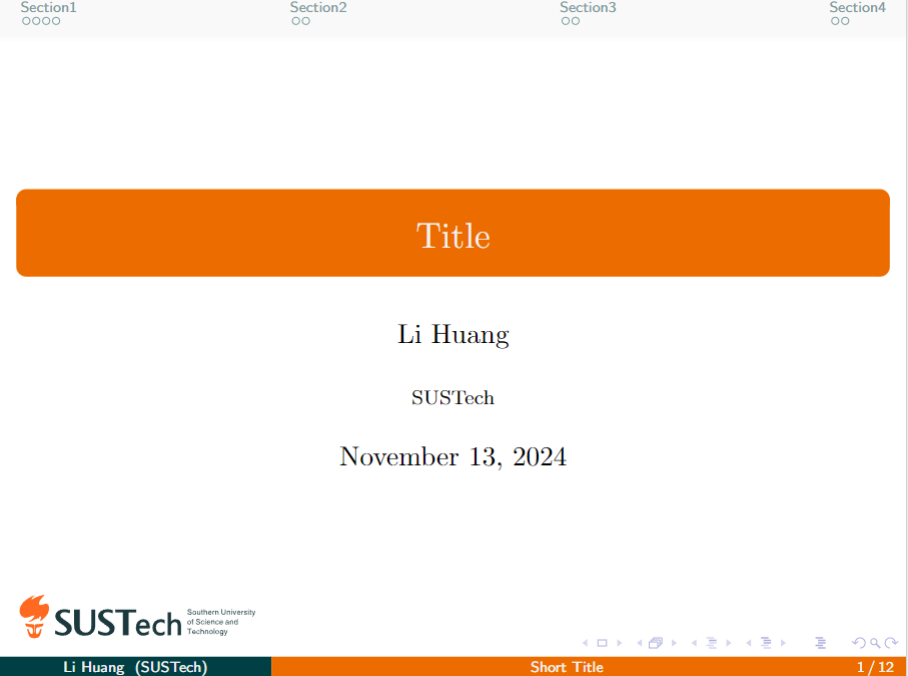 Section1 Section2 Section3 Section4
Title
Li Huang
SUSTech
November 13, 2024
SUSTech
Southern University
of Science and
Technology
Li Huang (SUSTech) Short Title 1 / 12